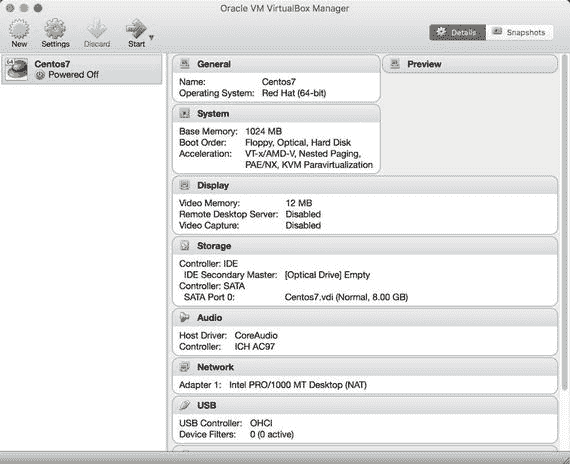 Oracle VM VirtualBox Manager
New Settings Discard Start
Details Snapshots
64
Centos7
Powered Off
General
Name: Centos7
Operating System: Red Hat (64-bit)
Preview
System
Base Memory: 1024 MB
Boot Order: Floppy, Optical, Hard Disk
Acceleration: VT-x/AMD-V, Nested Paging,
PAE/NX, KVM Paravirtualization
Display
Video Memory: 12 MB
Remote Desktop Server: Disabled
Video Capture: Disabled
Storage
Controller: IDE
IDE Secondary Master: [Optical Drive] Empty
Controller: SATA
SATA Port 0: Centos7.vdi (Normal, 8.00 GB)
Audio
Host Driver: CoreAudio
Controller: ICH AC97
Network
Adapter 1: Intel PRO/1000 MT Desktop (NAT)
USB
USB Controller: OHCI
Device Filters: 0 (0 active)